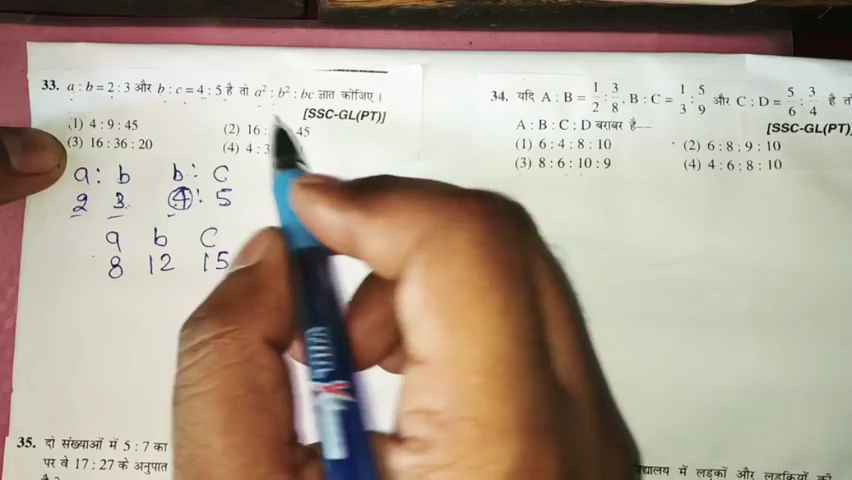 33. a : b = 2 : 3 और b : c = 4 : 5 है तो a² : b² : bc ज्ञात कीजिए ।
[SSC-GL(PT)]
(1) 4 : 9 : 45
(2) 16 : 45
(3) 16 : 36 : 20
(4) 4 : 3
a : b b : c
2 3 4 : 5
a b c
8 12 15
34. यदि A : B = 1/2 : 3/8, B : C = 1/3 : 5/9 और C : D = 5/6 : 3/4 है तो
A : B : C : D बराबर है—
[SSC-GL(PT)
(1) 6 : 4 : 8 : 10
(2) 6 : 8 : 9 : 10
(3) 8 : 6 : 10 : 9
(4) 4 : 6 : 8 : 10
35. दो संख्याओं में 5 : 7 का
पर वे 17 : 27 के अनुपात
में लड़कों और लड़कियों की